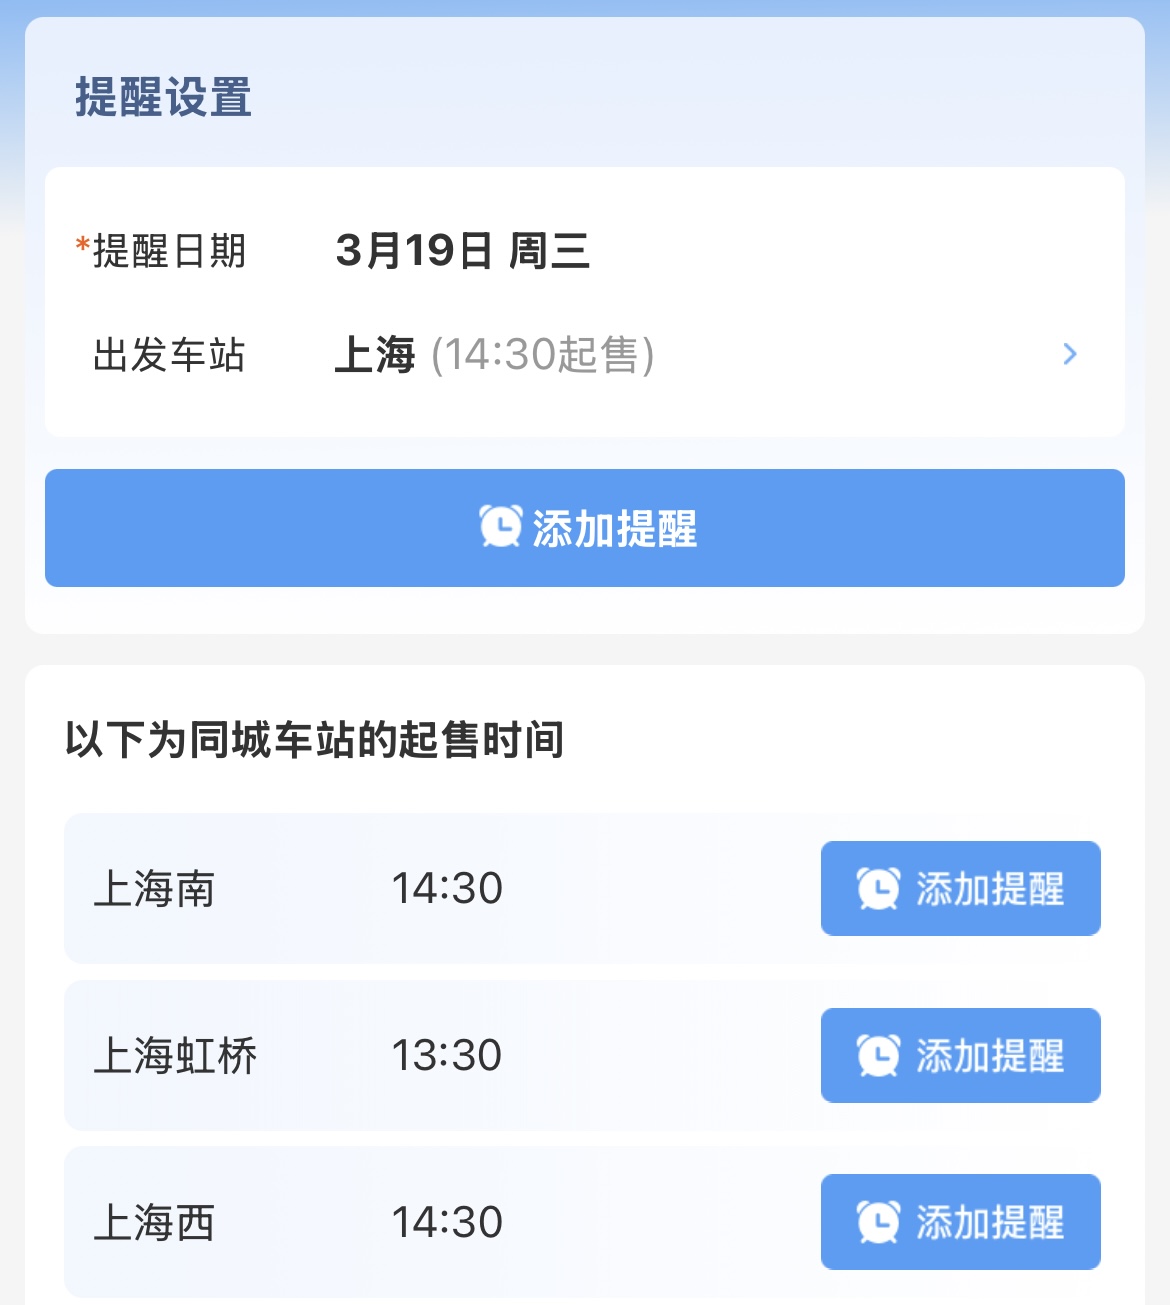 提醒设置
*提醒日期 3月19日 周三
出发车站 上海 (14:30起售)
添加提醒
以下为同城车站的起售时间
上海南 14:30 添加提醒
上海虹桥 13:30 添加提醒
上海西 14:30 添加提醒